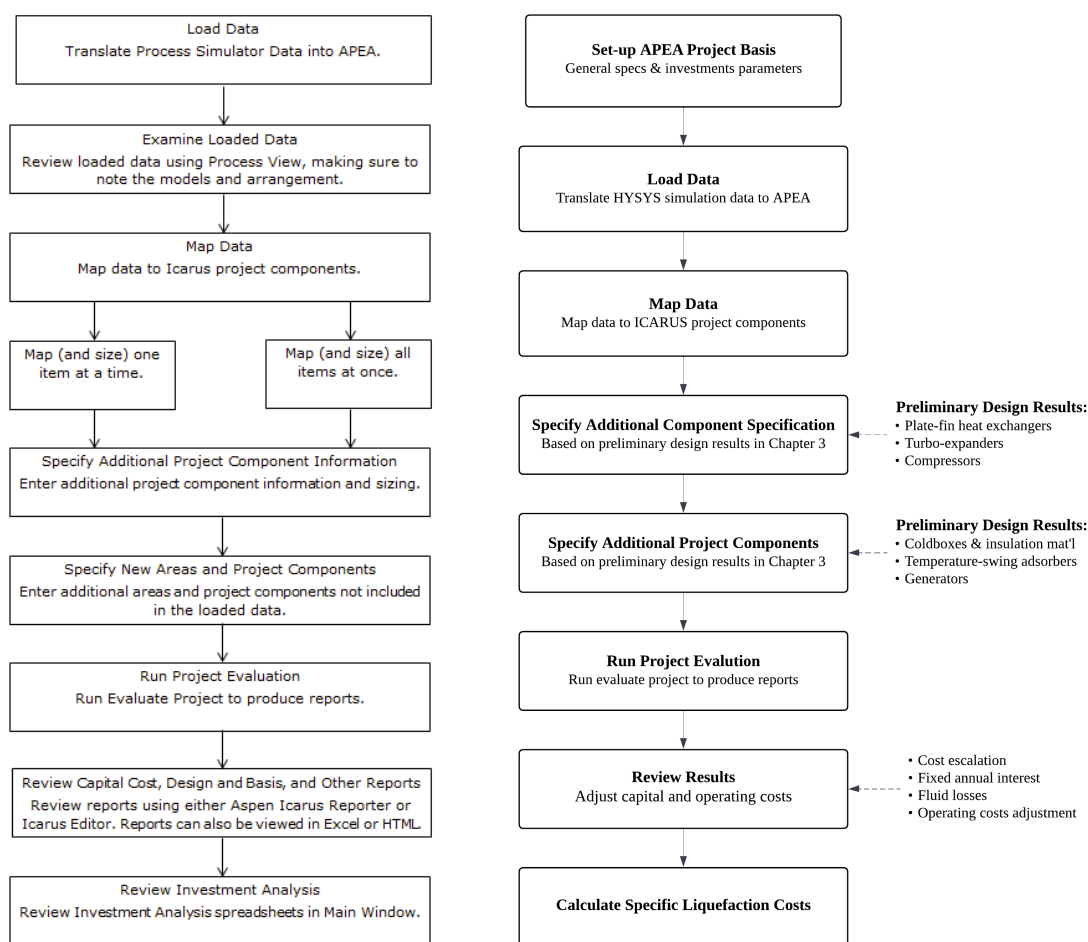 Load Data
Translate Process Simulator Data into APEA.
Examine Loaded Data
Review loaded data using Process View, making sure to
note the models and arrangement.
Map Data
Map data to Icarus project components.
Map (and size) one
item at a time.
Map (and size) all
items at once.
Specify Additional Project Component Information
Enter additional project component information and sizing.
Specify New Areas and Project Components
Enter additional areas and project components not included
in the loaded data.
Run Project Evaluation
Run Evaluate Project to produce reports.
Review Capital Cost, Design and Basis, and Other Reports
Review reports using either Aspen Icarus Reporter or
Icarus Editor. Reports can also be viewed in Excel or HTML.
Review Investment Analysis
Review Investment Analysis spreadsheets in Main Window.
Set-up APEA Project Basis
General specs & investments parameters
Load Data
Translate HYSYS simulation data to APEA
Map Data
Map data to ICARUS project components
Specify Additional Component Specification
Based on preliminary design results in Chapter 3
Preliminary Design Results:
• Plate-fin heat exchangers
• Turbo-expanders
• Compressors
Specify Additional Project Components
Based on preliminary design results in Chapter 3
Preliminary Design Results:
• Coldboxes & insulation mat'l
• Temperature-swing adsorbers
• Generators
Run Project Evalution
Run evaluate project to produce reports
Review Results
Adjust capital and operating costs
• Cost escalation
• Fixed annual interest
• Fluid losses
• Operating costs adjustment
Calculate Specific Liquefaction Costs